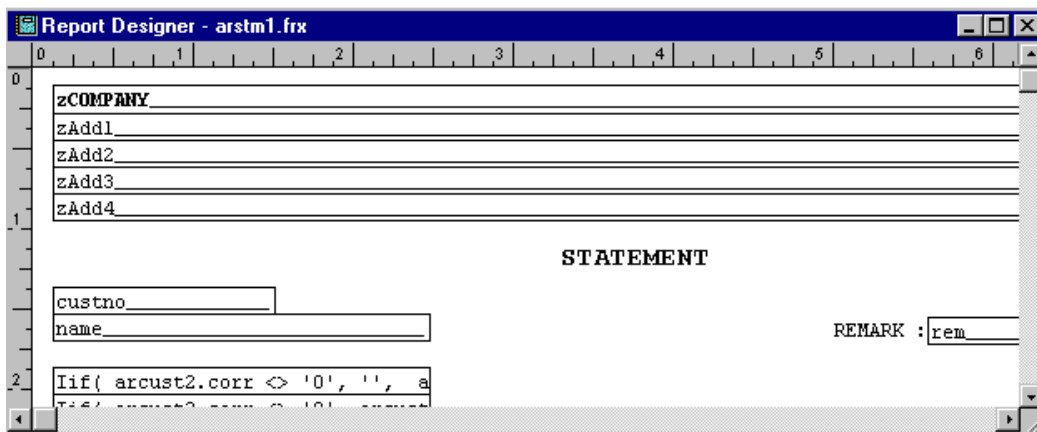 Report Designer - arstm1.frx
0 1 2 3 4 5 6
0
zCOMPANY
zAdd1
zAdd2
zAdd3
zAdd4
1
STATEMENT
custno
name
REMARK : rem
2
Iif( arcust2.corr <> '0', '', a